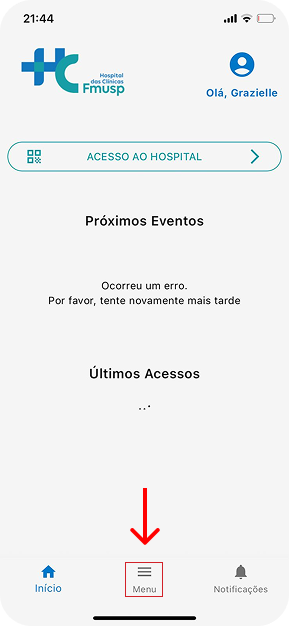 21:44
Hospital
das Clínicas
Fmusp
Olá, Grazielle
ACESSO AO HOSPITAL
Próximos Eventos
Ocorreu um erro.
Por favor, tente novamente mais tarde
Últimos Acessos
...
Início
Menu
Notificações